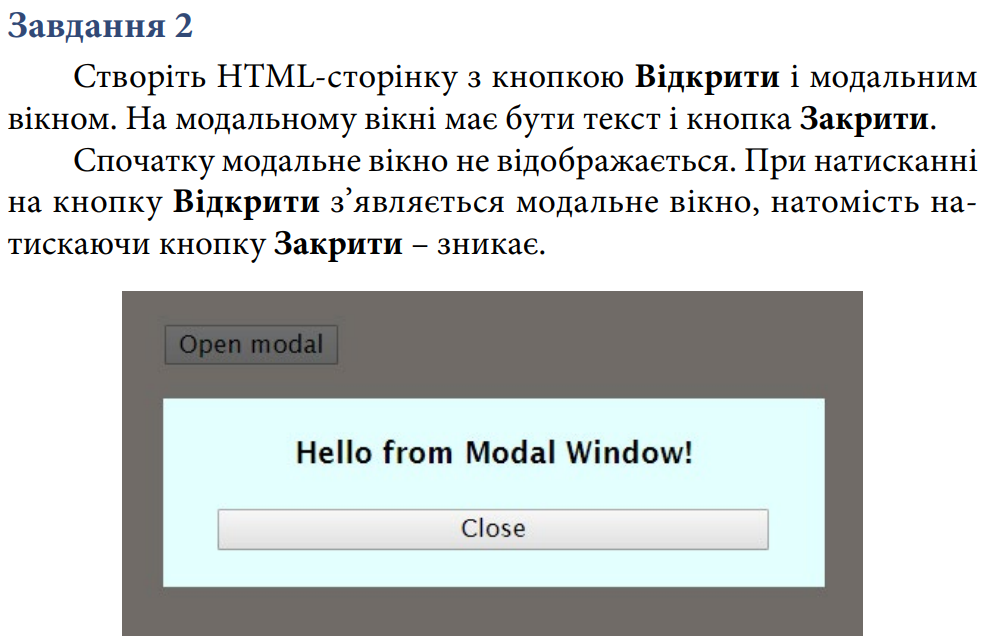 Завдання 2
Створіть HTML-сторінку з кнопкою Відкрити і модальним
вікном. На модальному вікні має бути текст і кнопка Закрити.
Спочатку модальне вікно не відображається. При натисканні
на кнопку Відкрити з’являється модальне вікно, натомість на-
тискаючи кнопку Закрити – зникає.
Open modal
Hello from Modal Window!
Close